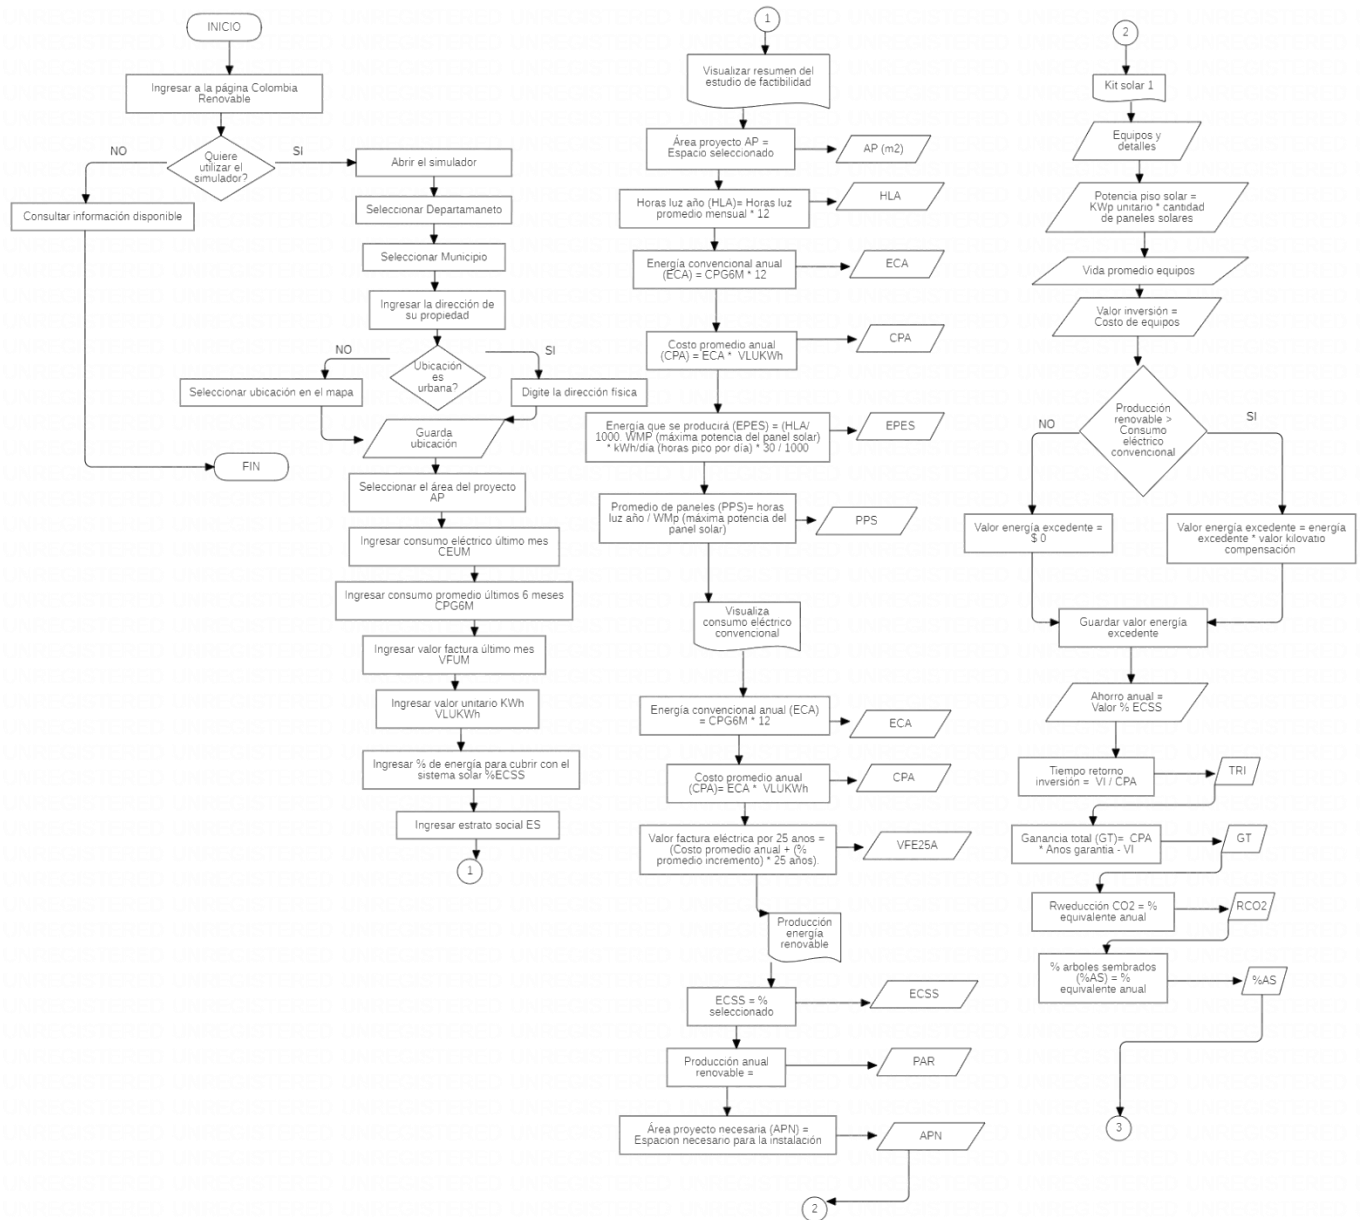 INICIO
Ingresar a la página Colombia
Renovable
Quiere
utilizar el
simulador?
NO
SI
Consultar información disponible
FIN
Abrir el simulador
Seleccionar Departamaneto
Seleccionar Municipio
Ingresar la dirección de
su propiedad
Ubicación
es
urbana?
NO
SI
Seleccionar ubicación en el mapa
Digite la dirección física
Guarda
ubicación
Seleccionar el área del proyecto
AP
Ingresar consumo eléctrico último mes
CEUM
Ingresar consumo promedio últimos 6 meses
CPG6M
Ingresar valor factura último mes
VFUM
Ingresar valor unitario KWh
VLUKWh
Ingresar % de energía para cubrir con el
sistema solar %ECSS
Ingresar estrato social ES
1
1
Visualizar resumen del
estudio de factibilidad
Área proyecto AP =
Espacio seleccionado
AP (m2)
Horas luz año (HLA)= Horas luz
promedio mensual * 12
HLA
Energía convencional anual
(ECA) = CPG6M * 12
ECA
Costo promedio anual
(CPA) = ECA * VLUKWh
CPA
Energía que se producirá (EPES) = (HLA/
1000. WMP (máxima potencia del panel solar)
* kWh/día (horas pico por día) * 30 / 1000
EPES
Promedio de paneles (PPS)= horas
luz año / WMp (máxima potencia del
panel solar)
PPS
Visualiza
consumo eléctrico
convencional
Energía convencional anual (ECA)
= CPG6M * 12
ECA
Costo promedio anual
(CPA)= ECA * VLUKWh
CPA
Valor factura eléctrica por 25 anos =
(Costo promedio anual + (%
promedio incremento) * 25 años).
VFE25A
Producción
energía
renovable
ECSS = %
seleccionado
ECSS
Producción anual
renovable =
PAR
Área proyecto necesaria (APN) =
Espacion necesario para la instalación
APN
2
2
Kit solar 1
Equipos y
detalles
Potencia piso solar =
KWp unitario * cantidad
de paneles solares
Vida promedio equipos
Valor inversión =
Costo de equipos
Producción
renovable >
Consumo
eléctrico
convencional
NO
SI
Valor energía excedente =
$ 0
Valor energía excedente = energía
excedente * valor kilovatio
compensación
Guardar valor energía
excedente
Ahorro anual =
Valor % ECSS
Tiempo retorno
inversión = VI / CPA
TRI
Ganancia total (GT)= CPA
* Anos garantia - VI
GT
Rweducción CO2 = %
equivalente anual
RCO2
% arboles sembrados
(%AS) = %
equivalente anual
%AS
3